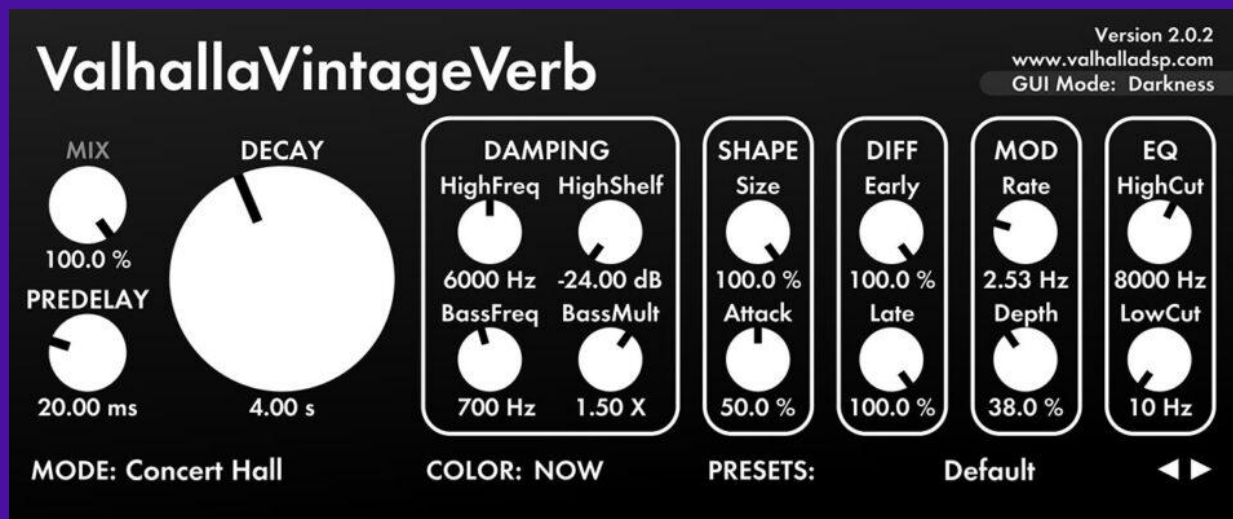 ValhallaVintageVerb
Version 2.0.2
www.valhalladsp.com
GUI Mode: Darkness
MIX
100.0 %
PREDELAY
20.00 ms
DECAY
4.00 s
DAMPING
HighFreq HighShelf
6000 Hz -24.00 dB
BassFreq BassMult
700 Hz 1.50 X
SHAPE
Size
100.0 %
Attack
50.0 %
DIFF
Early
100.0 %
Late
100.0 %
MOD
Rate
2.53 Hz
Depth
38.0 %
EQ
HighCut
8000 Hz
LowCut
10 Hz
MODE: Concert Hall COLOR: NOW PRESETS: Default